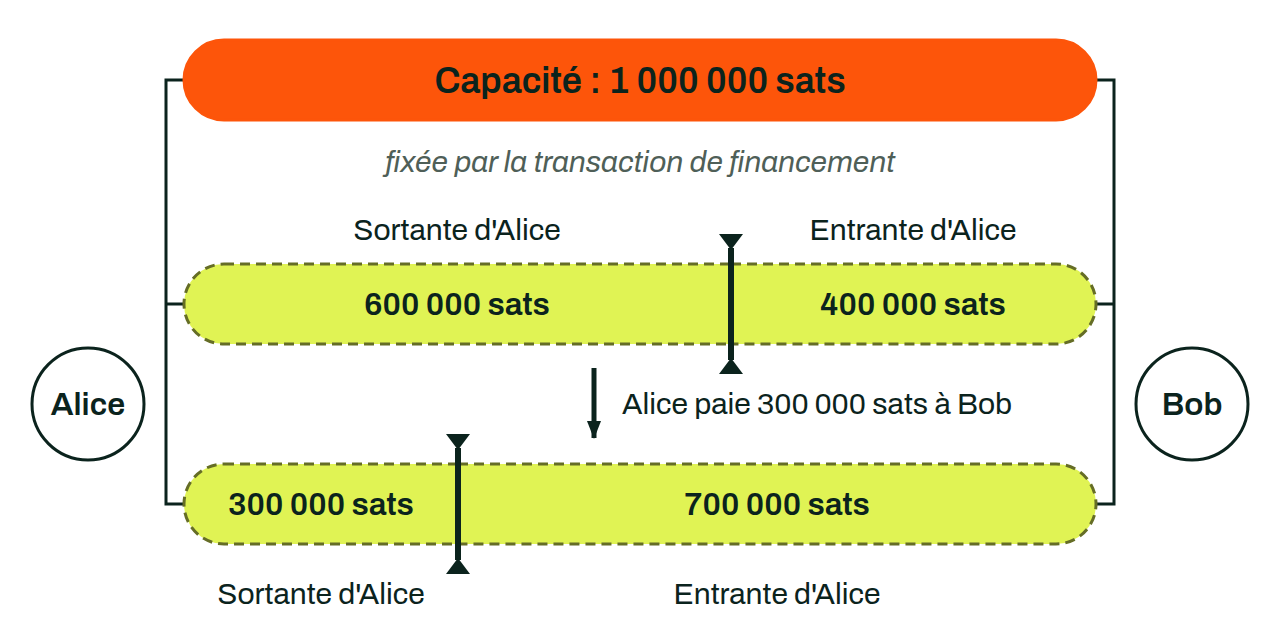 Capacité : 1 000 000 sats
fixée par la transaction de financement
Sortante d'Alice
Entrante d'Alice
600 000 sats
400 000 sats
Alice
Alice paie 300 000 sats à Bob
Bob
300 000 sats
700 000 sats
Sortante d'Alice
Entrante d'Alice